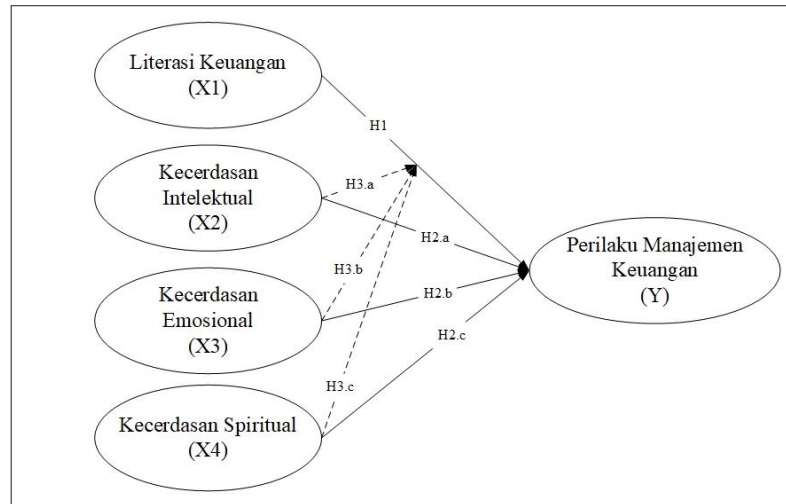 Literasi Keuangan
(X1)
H1
Kecerdasan
Intelektual
(X2)
H3.a
H2.a
Kecerdasan
Emosional
(X3)
H3.b
H2.b
Kecerdasan Spiritual
(X4)
H3.c
H2.c
Perilaku Manajemen
Keuangan
(Y)